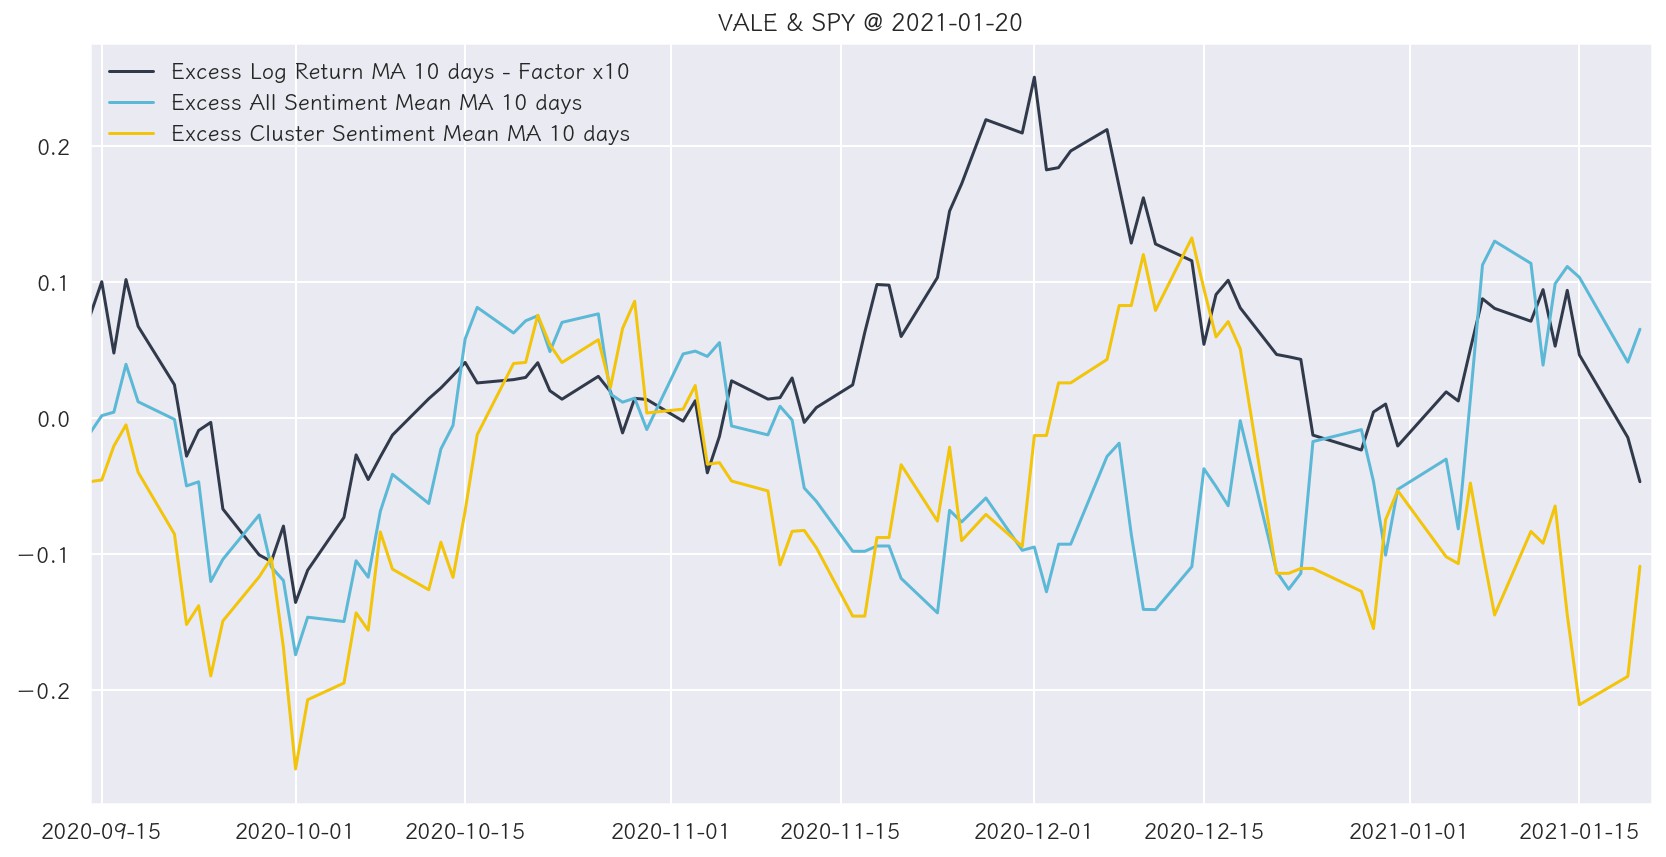 VALE & SPY @ 2021-01-20
Excess Log Return MA 10 days - Factor x10
Excess All Sentiment Mean MA 10 days
Excess Cluster Sentiment Mean MA 10 days
0.2
0.1
0.0
−0.1
−0.2
2020-09-15 2020-10-01 2020-10-15 2020-11-01 2020-11-15 2020-12-01 2020-12-15 2021-01-01 2021-01-15